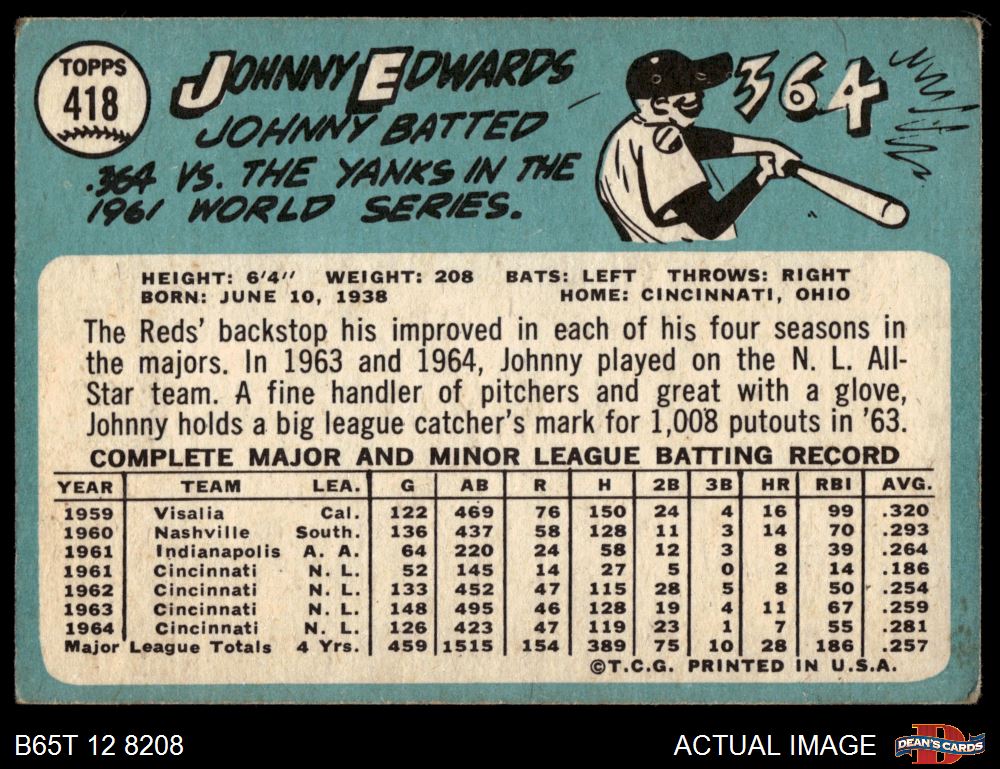 TOPPS
418
JOHNNY EDWARDS
364
JOHNNY BATTED
.364 VS. THE YANKS IN THE
1961 WORLD SERIES.
HEIGHT: 6'4" WEIGHT: 208 BATS: LEFT THROWS: RIGHT
BORN: JUNE 10, 1938 HOME: CINCINNATI, OHIO
The Reds' backstop his improved in each of his four seasons in
the majors. In 1963 and 1964, Johnny played on the N. L. All-
Star team. A fine handler of pitchers and great with a glove,
Johnny holds a big league catcher's mark for 1,008 putouts in '63.
COMPLETE MAJOR AND MINOR LEAGUE BATTING RECORD
YEAR TEAM LEA. G AB R H 2B 3B HR RBI AVG.
1959 Visalia Cal. 122 469 76 150 24 4 16 99 .320
1960 Nashville South. 136 437 58 128 11 3 14 70 .293
1961 Indianapolis A. A. 64 220 24 58 12 3 8 39 .264
1961 Cincinnati N. L. 52 145 14 27 5 0 2 14 .186
1962 Cincinnati N. L. 133 452 47 115 28 5 8 50 .254
1963 Cincinnati N. L. 148 495 46 128 19 4 11 67 .259
1964 Cincinnati N. L. 126 423 47 119 23 1 7 55 .281
Major League Totals 4 Yrs. 459 1515 154 389 75 10 28 186 .257
©T.C.G. PRINTED IN U.S.A.
B65T 12 8208
ACTUAL IMAGE
D
DEAN'S CARDS